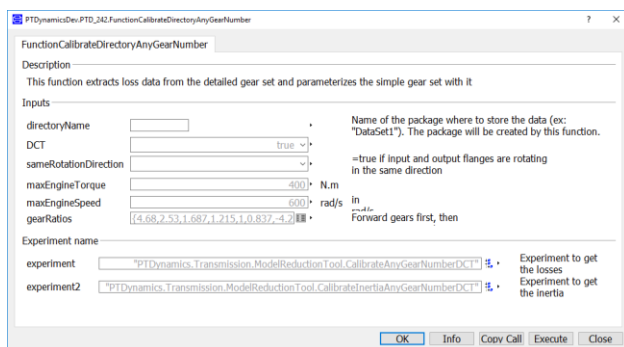 PTDynamicsDev.PTD_242.FunctionCalibrateDirectoryAnyGearNumber ? ×
FunctionCalibrateDirectoryAnyGearNumber
Description
This function extracts loss data from the detailed gear set and parameterizes the simple gear set with it
Inputs
directoryName
Name of the package where to store the data (ex:
"DataSet1"). The package will be created by this function.
DCT true
sameRotationDirection
=true if input and output flanges are rotating
in the same direction
maxEngineTorque 400 N.m
maxEngineSpeed 600 rad/s in
gearRatios {4.68,2.53,1.687,1.215,1,0.837,-4.2 Forward gears first, then
Experiment name
experiment "PTDynamics.Transmission.ModelReductionTool.CalibrateAnyGearNumberDCT" Experiment to get
the losses
experiment2 "PTDynamics.Transmission.ModelReductionTool.CalibrateInertiaAnyGearNumberDCT" Experiment to get
the inertia
OK Info Copy Call Execute Close